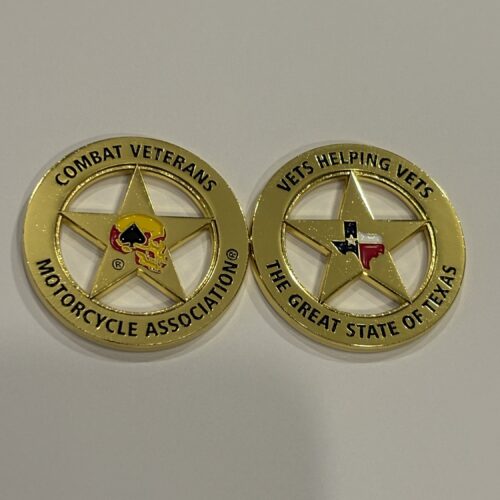 COMBAT VETERANS
MOTORCYCLE ASSOCIATION®
®
VETS HELPING VETS
THE GREAT STATE OF TEXAS